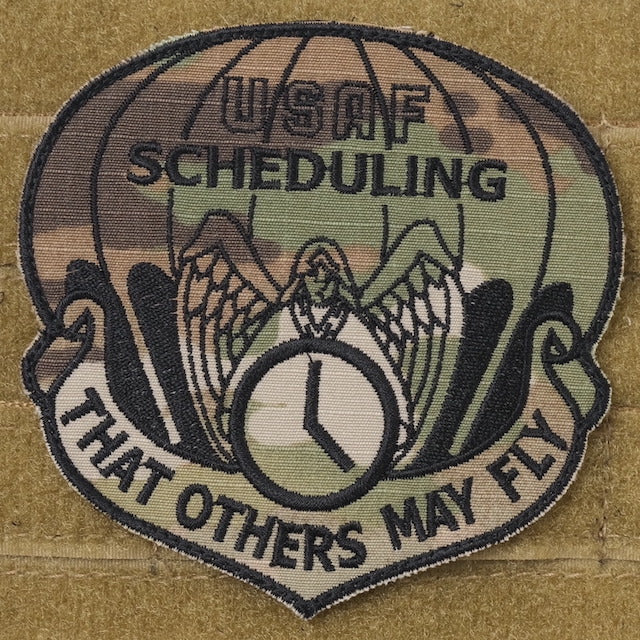 USAF
SCHEDULING
THAT OTHERS MAY FLY